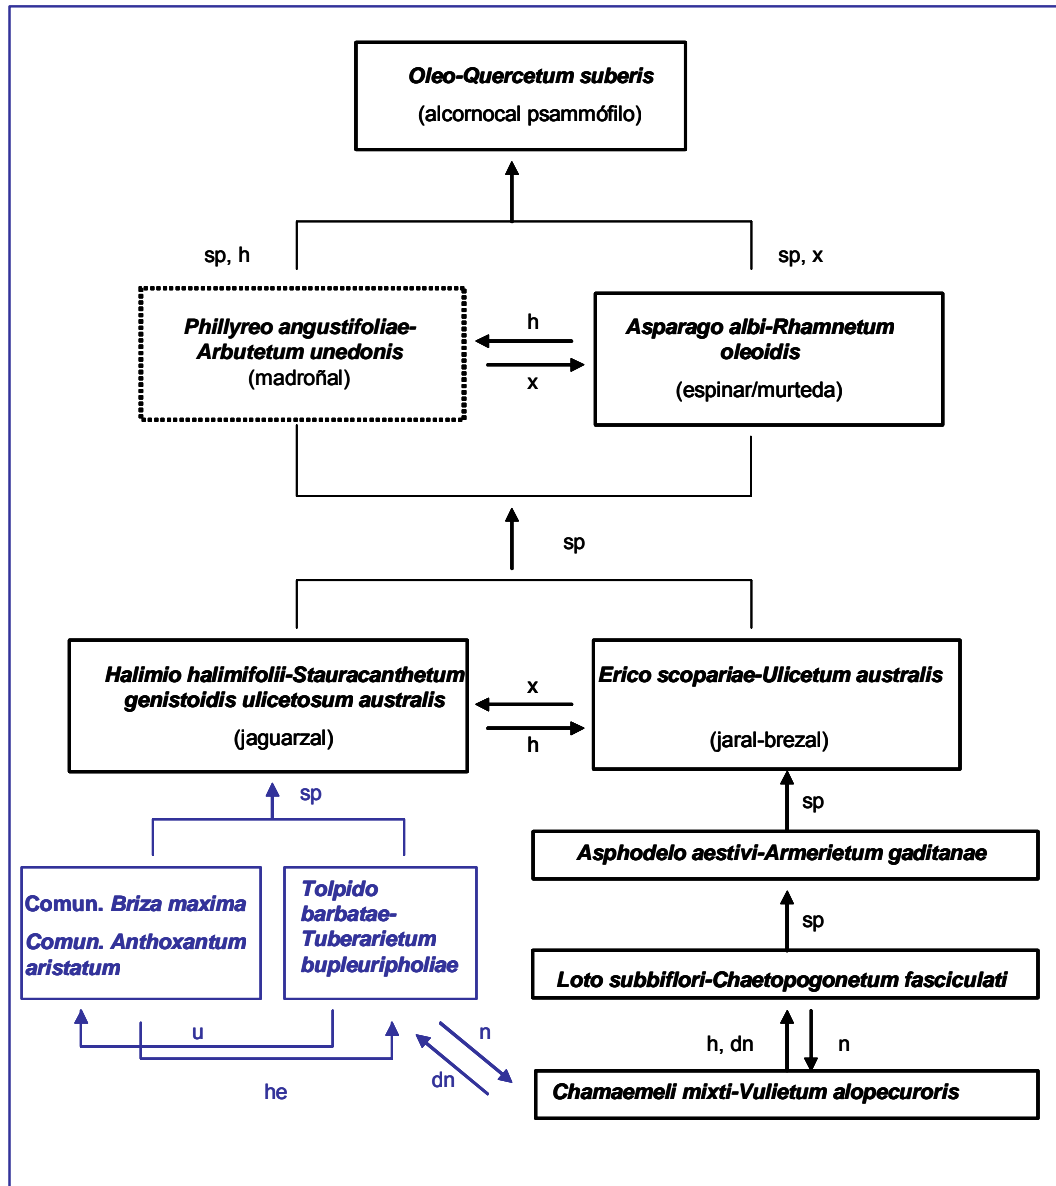 Oleo-Quercetum suberis
(alcornocal psammófilo)
sp, h
sp, x
Phillyreo angustifoliae-
Arbutetum unedonis
(madroñal)
h
x
Asparago albi-Rhamnetum
oleoidis
(espinar/murteda)
sp
Halimio halimifolii-Stauracanthetum
genistoidis ulicetosum australis
(jaguarzal)
x
h
Erico scopariae-Ulicetum australis
(jaral-brezal)
sp
sp
Asphodelo aestivi-Armerietum gaditanae
Comun. Briza maxima
Comun. Anthoxantum
aristatum
Tolpido
barbatae-
Tuberarietum
bupleuripholiae
sp
Loto subbiflori-Chaetopogonetum fasciculati
u
he
n
dn
h, dn
n
Chamaemeli mixti-Vulietum alopecuroris